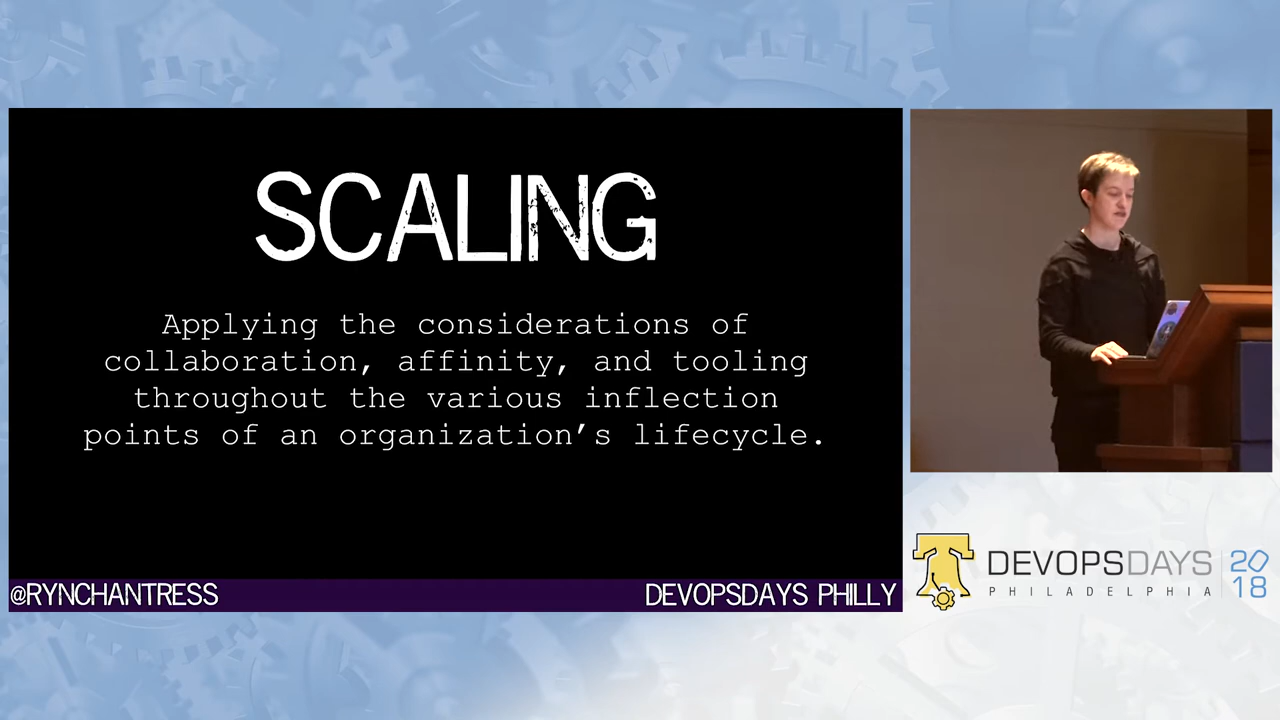 SCALING
Applying the considerations of
collaboration, affinity, and tooling
throughout the various inflection
points of an organization’s lifecycle.
@RYNCHANTRESS
DEVOPSDAYS PHILLY
DEVOPSDAYS
PHILADELPHIA
20
18